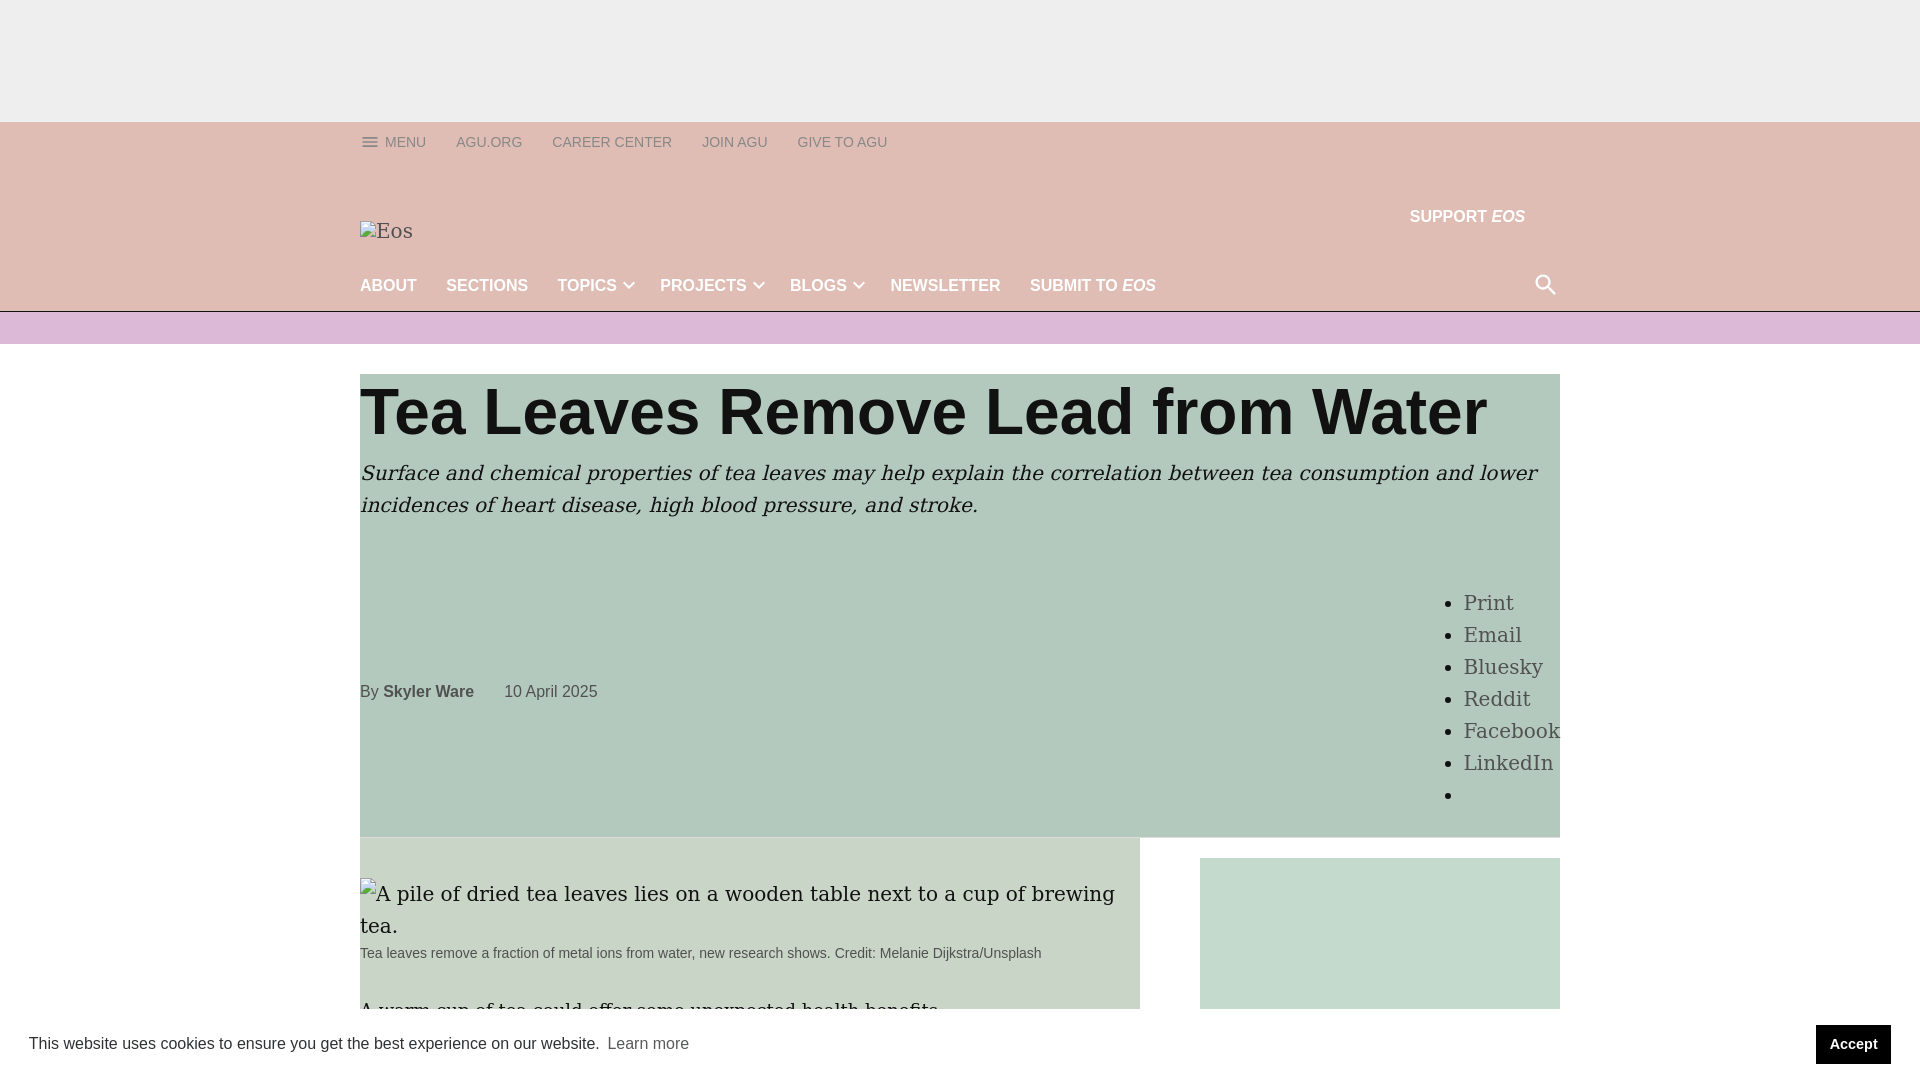 MENU AGU.ORG CAREER CENTER JOIN AGU GIVE TO AGU
SUPPORT EOS
Eos
ABOUT SECTIONS TOPICS PROJECTS BLOGS NEWSLETTER SUBMIT TO EOS
Tea Leaves Remove Lead from Water
Surface and chemical properties of tea leaves may help explain the correlation between tea consumption and lower
incidences of heart disease, high blood pressure, and stroke.
By Skyler Ware 10 April 2025
Print
Email
Bluesky
Reddit
Facebook
LinkedIn
A pile of dried tea leaves lies on a wooden table next to a cup of brewing
tea.
Tea leaves remove a fraction of metal ions from water, new research shows. Credit: Melanie Dijkstra/Unsplash
A warm cup of tea could offer some unexpected health benefits
This website uses cookies to ensure you get the best experience on our website. Learn more
Accept